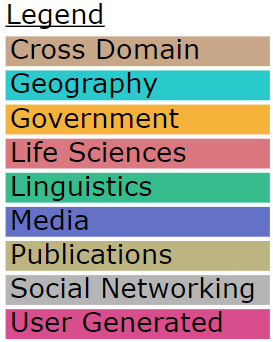 Legend
Cross Domain
Geography
Government
Life Sciences
Linguistics
Media
Publications
Social Networking
User Generated